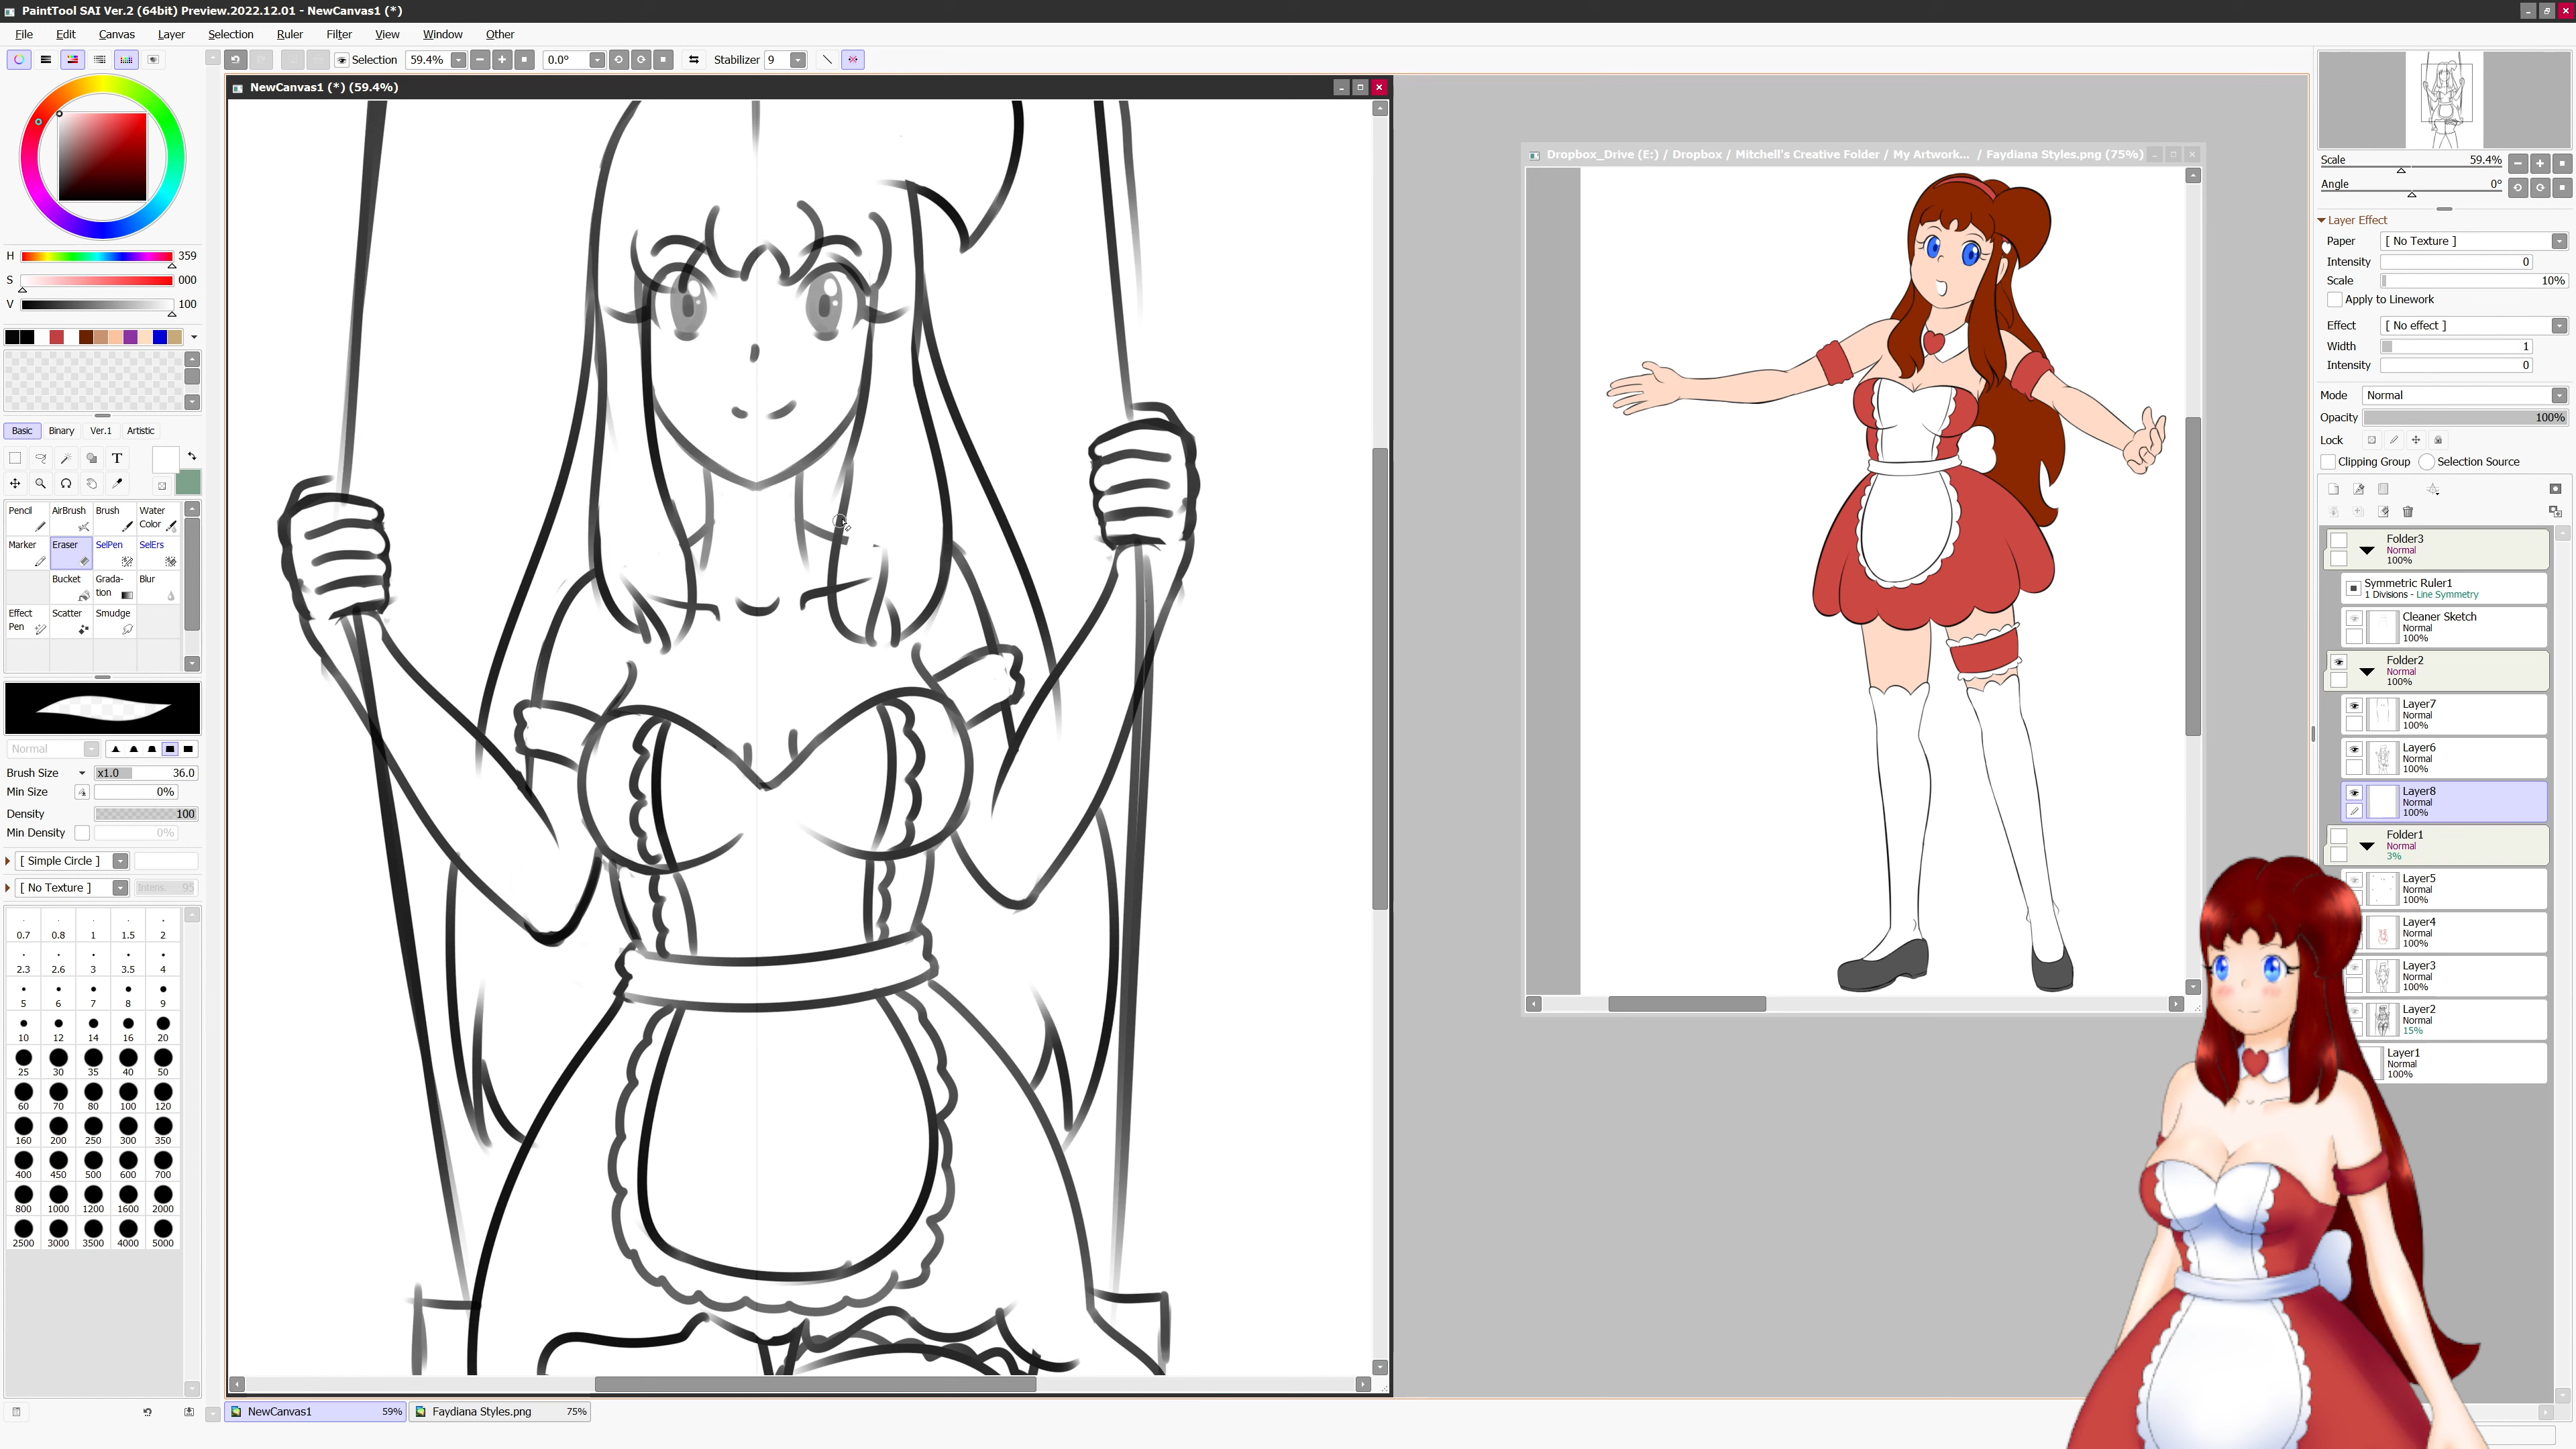 PaintTool SAI Ver.2 (64bit) Preview.2022.12.01 - NewCanvas1 (*)
File Edit Canvas Layer Selection Ruler Filter View Window Other
Selection 59.4% 0.0° Stabilizer 9
NewCanvas1 (*) (59.4%)
Dropbox_Drive (E:) / Dropbox / Mitchell's Creative Folder / My Artwork... / Faydiana Styles.png (75%)
H 359
S 000
V 100
Basic Binary Ver.1 Artistic
T
Pencil AirBrush Brush Water Color
Marker Eraser SelPen SelErs
Bucket Grada-tion Blur
Effect Pen Scatter Smudge
Normal
Brush Size x1.0 36.0
Min Size 0%
Density 100
Min Density 0%
[ Simple Circle ]
[ No Texture ] Intens. 95
0.7 0.8 1 1.5 2
2.3 2.6 3 3.5 4
5 6 7 8 9
10 12 14 16 20
25 30 35 40 50
60 70 80 100 120
160 200 250 300 350
400 450 500 600 700
800 1000 1200 1600 2000
2500 3000 3500 4000 5000
NewCanvas1 59% Faydiana Styles.png 75%
Scale 59.4%
Angle 0°
Layer Effect
Paper [ No Texture ]
Intensity 0
Scale 10%
Apply to Linework
Effect [ No effect ]
Width 1
Intensity 0
Mode Normal
Opacity 100%
Lock
Clipping Group Selection Source
Folder3
Normal
100%
Symmetric Ruler1
1 Divisions - Line Symmetry
Cleaner Sketch
Normal
100%
Folder2
Normal
100%
Layer7
Normal
100%
Layer6
Normal
100%
Layer8
Normal
100%
Folder1
Normal
3%
Layer5
Normal
100%
Layer4
Normal
100%
Layer3
Normal
100%
Layer2
Normal
15%
Layer1
Normal
100%